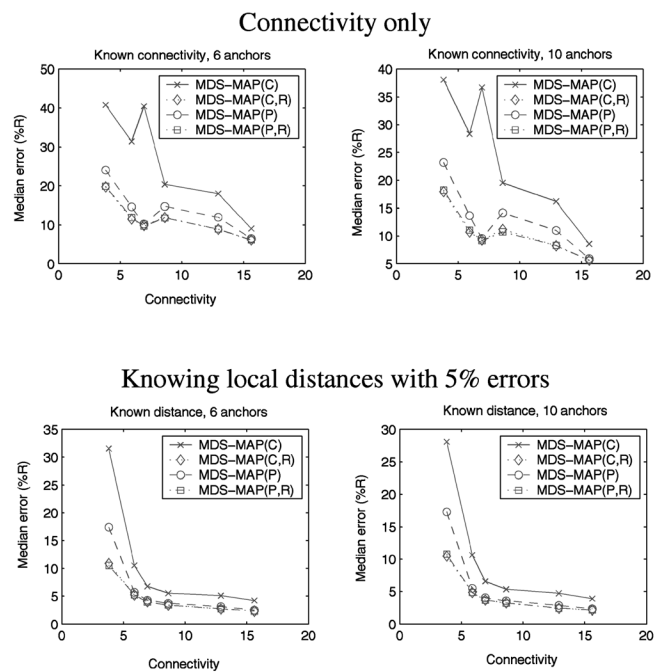 Connectivity only
Known connectivity, 6 anchors
50
40
30
20
10
0
0 5 10 15 20
Median error (%R)
Connectivity
MDS-MAP(C)
MDS-MAP(C,R)
MDS-MAP(P)
MDS-MAP(P,R)
Known connectivity, 10 anchors
40
35
30
25
20
15
10
5
0 5 10 15 20
Median error (%R)
MDS-MAP(C)
MDS-MAP(C,R)
MDS-MAP(P)
MDS-MAP(P,R)
Knowing local distances with 5% errors
Known distance, 6 anchors
35
30
25
20
15
10
5
0
0 5 10 15 20
Median error (%R)
Connectivity
MDS-MAP(C)
MDS-MAP(C,R)
MDS-MAP(P)
MDS-MAP(P,R)
Known distance, 10 anchors
30
25
20
15
10
5
0
0 5 10 15 20
Median error (%R)
Connectivity
MDS-MAP(C)
MDS-MAP(C,R)
MDS-MAP(P)
MDS-MAP(P,R)